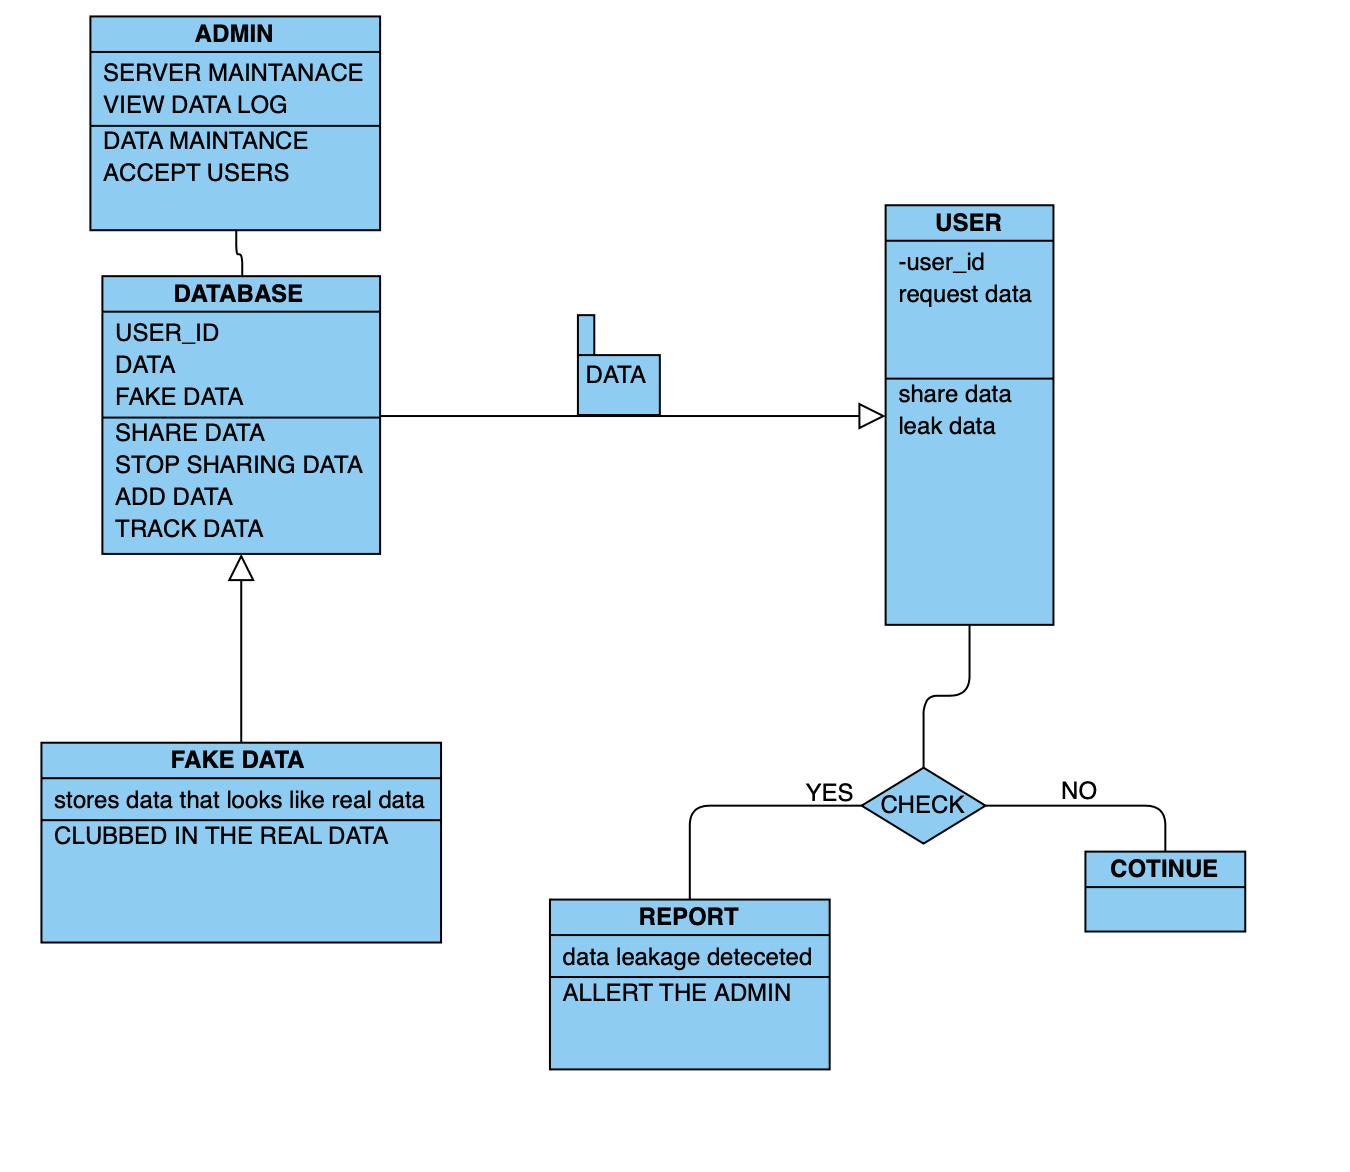 ADMIN
SERVER MAINTANACE
VIEW DATA LOG
DATA MAINTANCE
ACCEPT USERS
DATABASE
USER_ID
DATA
FAKE DATA
SHARE DATA
STOP SHARING DATA
ADD DATA
TRACK DATA
DATA
USER
-user_id
request data
share data
leak data
FAKE DATA
stores data that looks like real data
CLUBBED IN THE REAL DATA
YES
CHECK
NO
REPORT
data leakage deteceted
ALLERT THE ADMIN
COTINUE